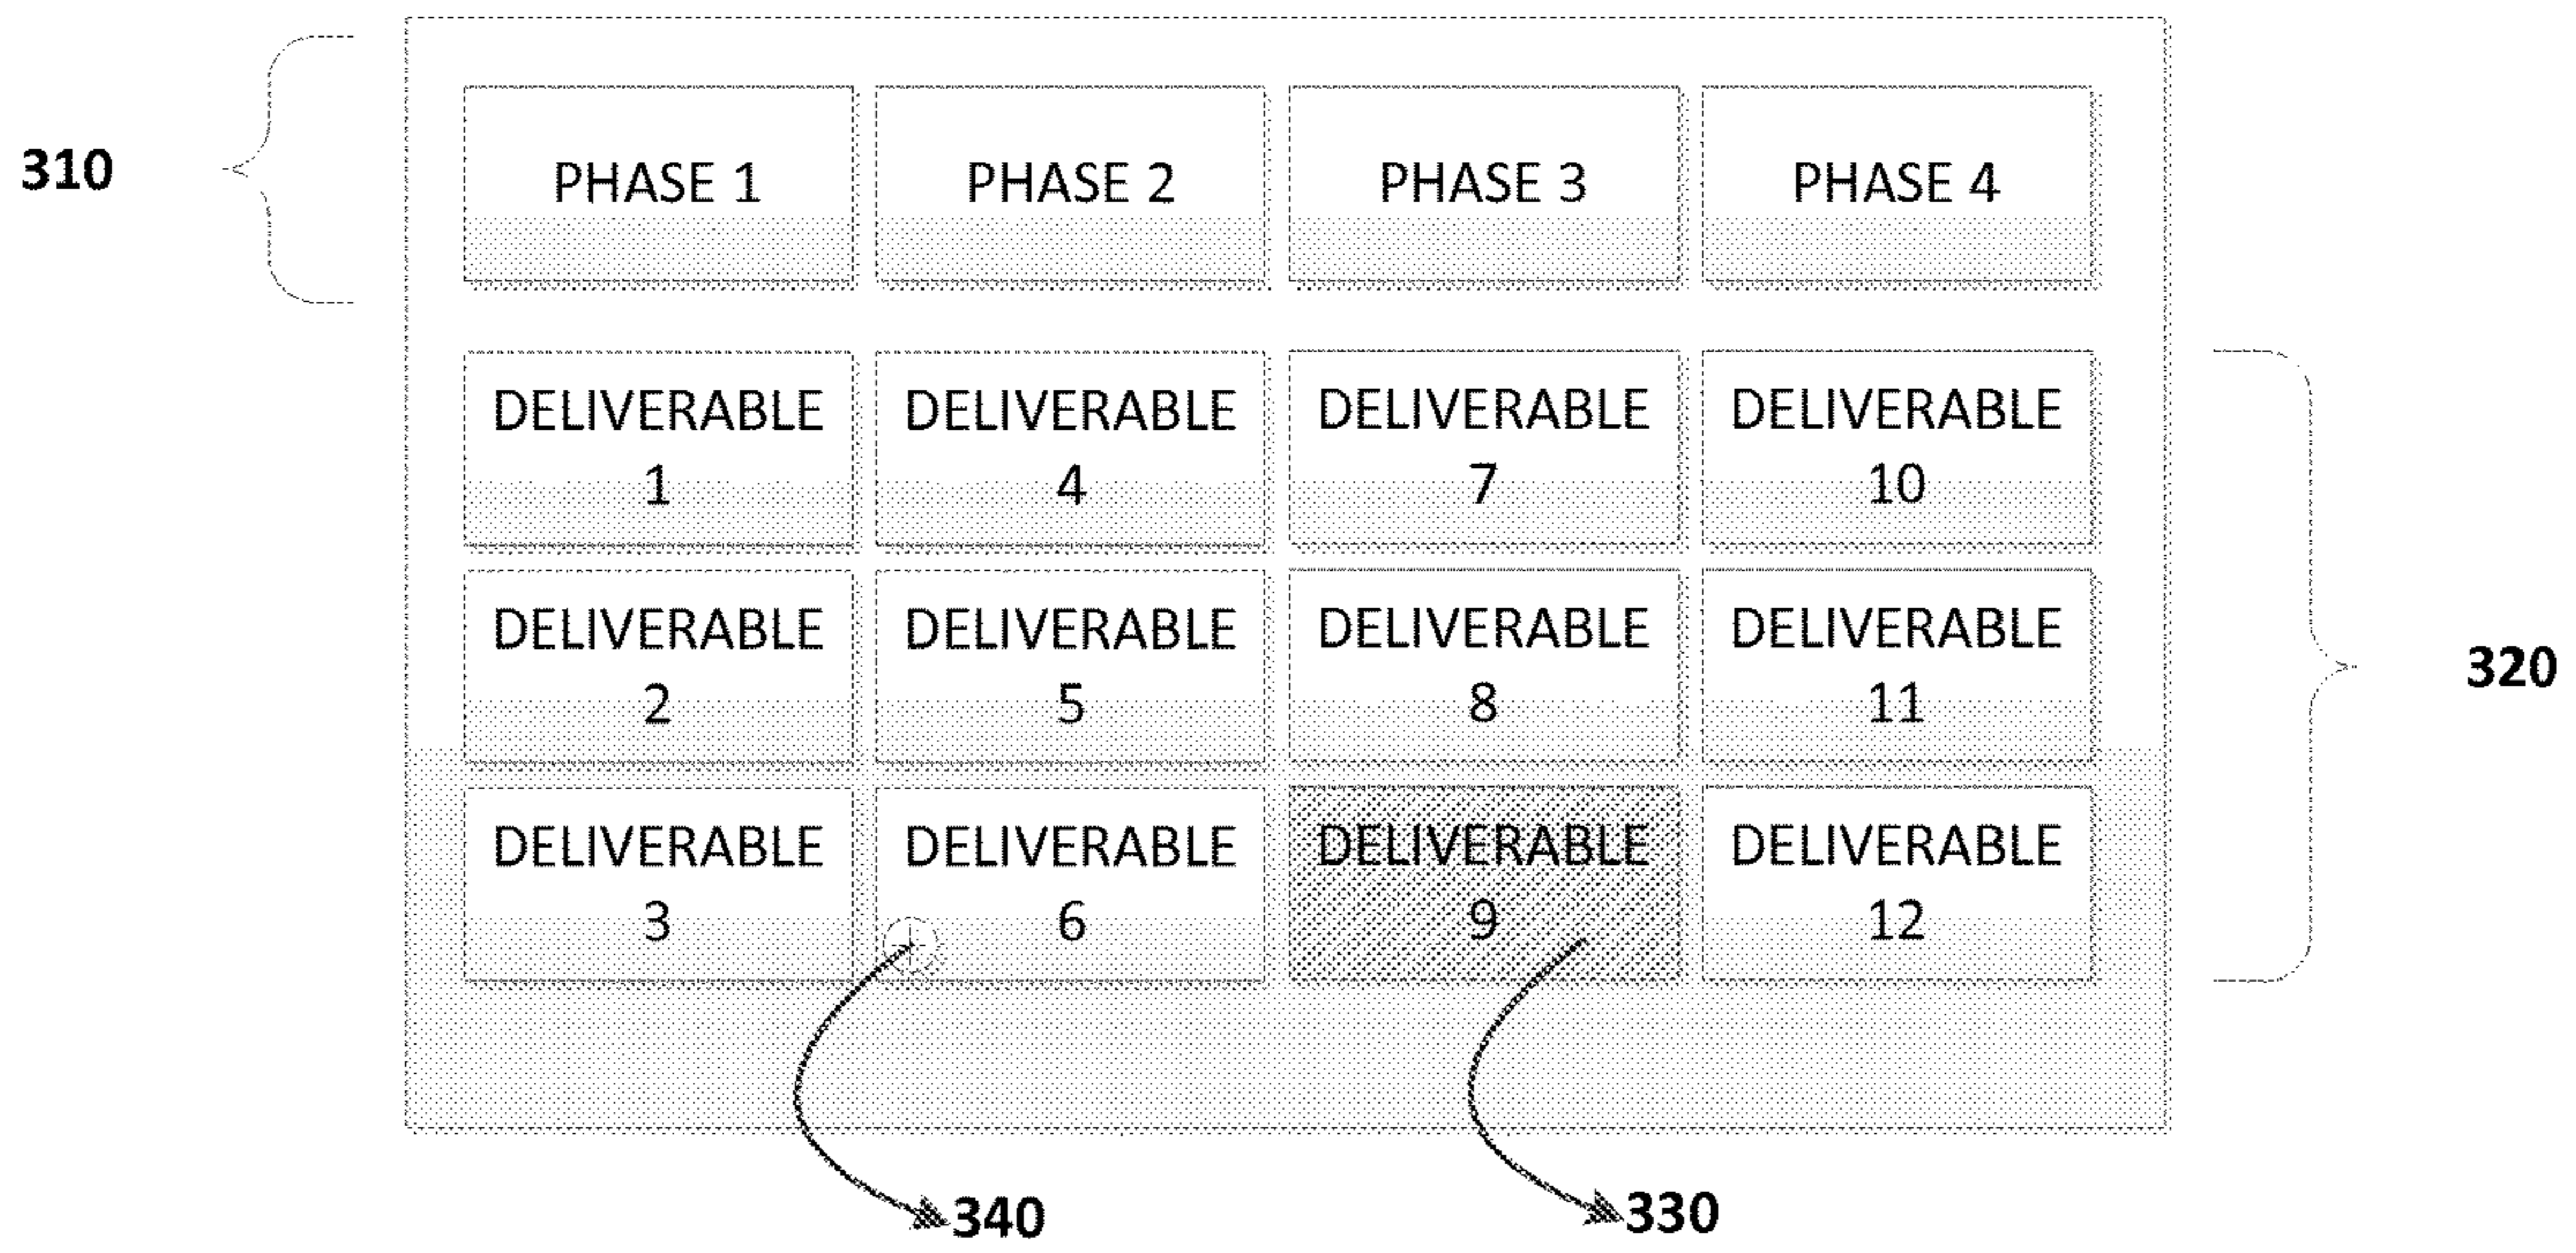 310
PHASE 1
PHASE 2
PHASE 3
PHASE 4
DELIVERABLE
1
DELIVERABLE
4
DELIVERABLE
7
DELIVERABLE
10
320
DELIVERABLE
2
DELIVERABLE
5
DELIVERABLE
8
DELIVERABLE
11
DELIVERABLE
3
DELIVERABLE
6
DELIVERABLE
9
DELIVERABLE
12
340
330